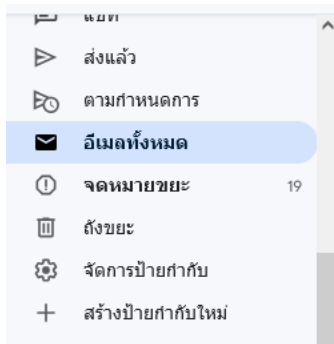 แชท
ส่งแล้ว
ตามกำหนดการ
อีเมลทั้งหมด
จดหมายขยะ 19
ถังขยะ
จัดการป้ายกำกับ
สร้างป้ายกำกับใหม่